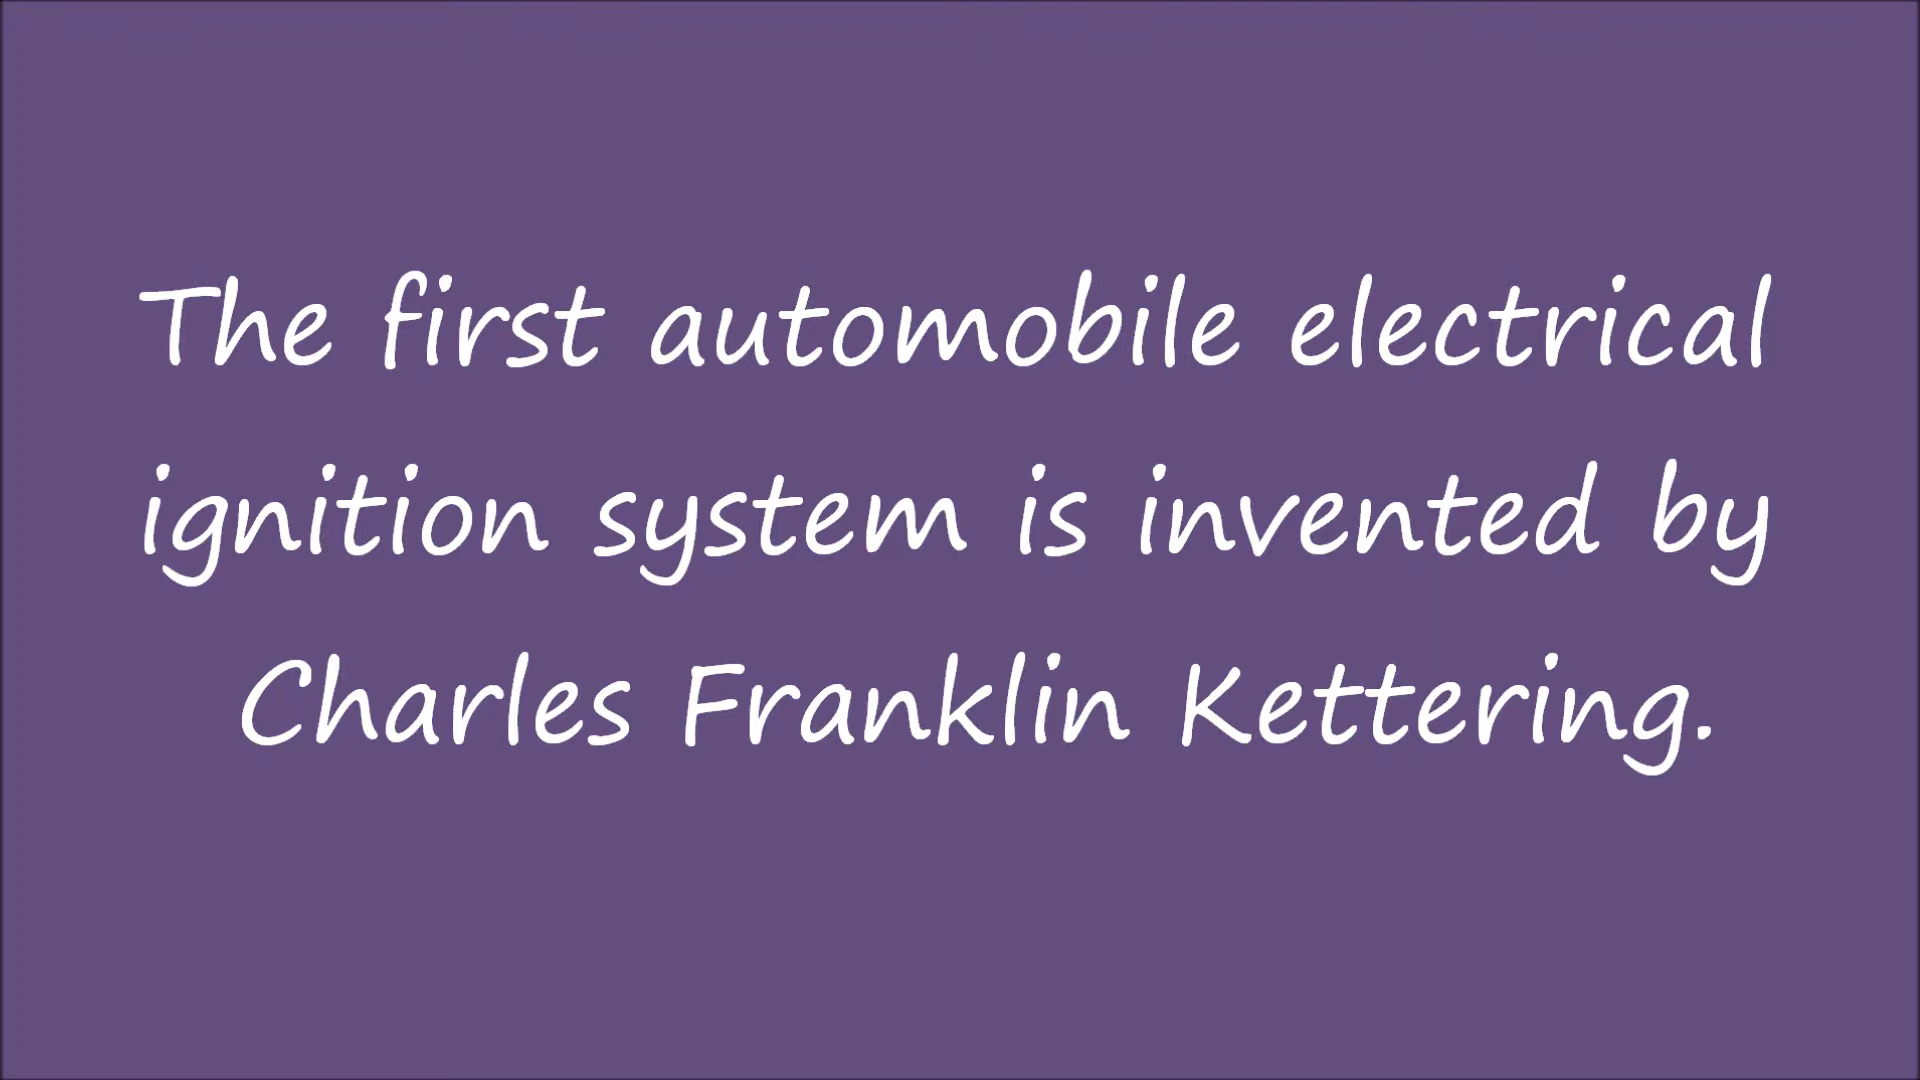 The first automobile electrical
ignition system is invented by
Charles Franklin Kettering.